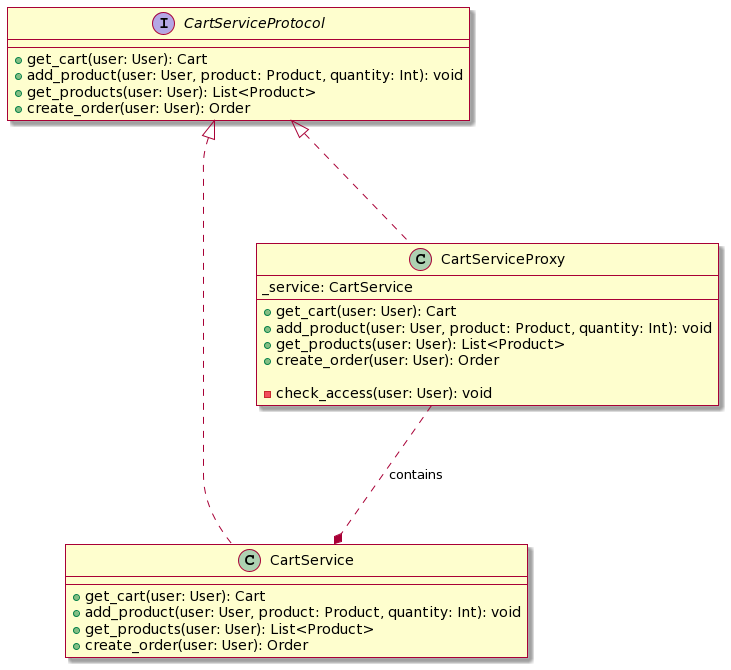 I CartServiceProtocol
get_cart(user: User): Cart
add_product(user: User, product: Product, quantity: Int): void
get_products(user: User): List<Product>
create_order(user: User): Order
C CartServiceProxy
_service: CartService
get_cart(user: User): Cart
add_product(user: User, product: Product, quantity: Int): void
get_products(user: User): List<Product>
create_order(user: User): Order
check_access(user: User): void
contains
C CartService
get_cart(user: User): Cart
add_product(user: User, product: Product, quantity: Int): void
get_products(user: User): List<Product>
create_order(user: User): Order